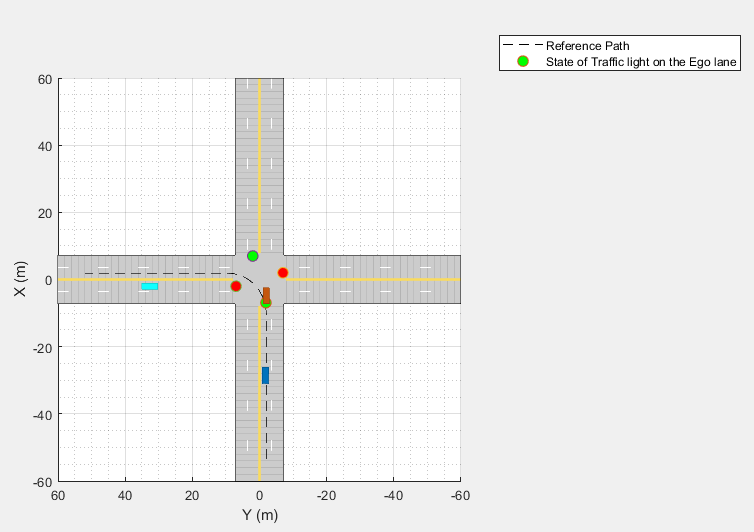 Reference Path
State of Traffic light on the Ego lane
60
40
20
0
-20
-40
-60
X (m)
60 40 20 0 -20 -40 -60
Y (m)